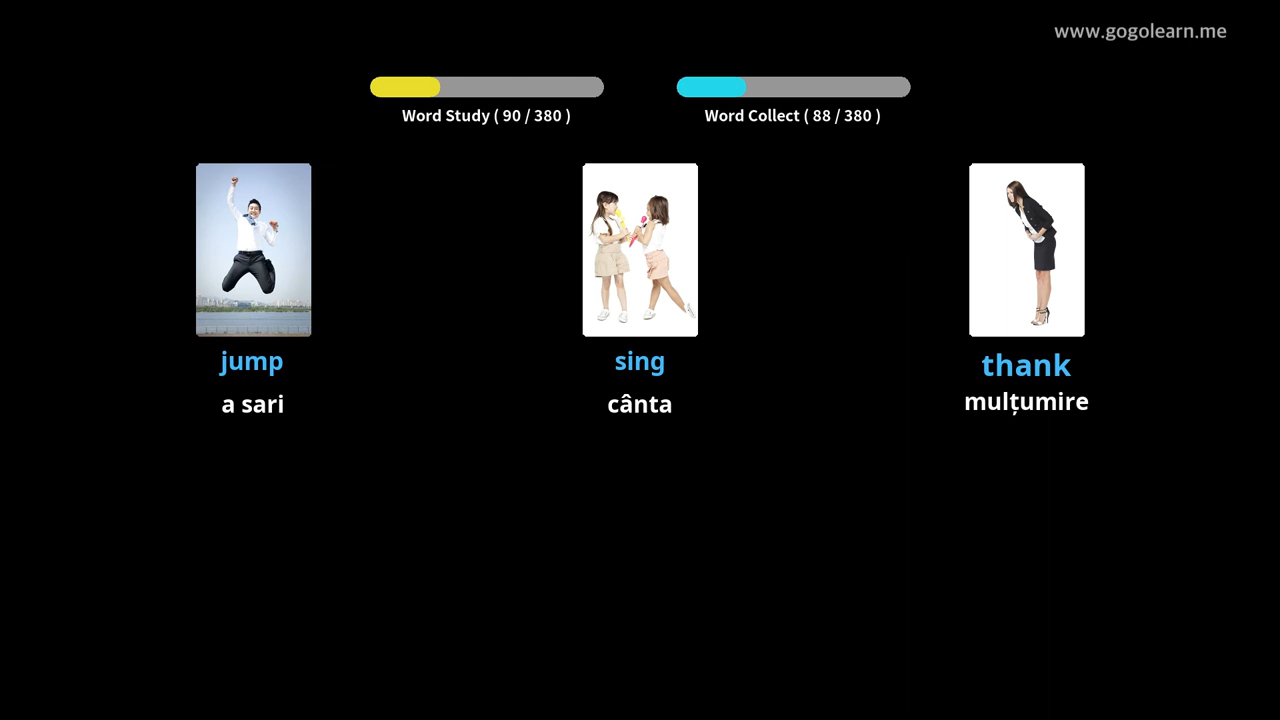 www.gogolearn.me
Word Study ( 90 / 380 )
Word Collect ( 88 / 380 )
jump
a sari
sing
cânta
thank
mulțumire